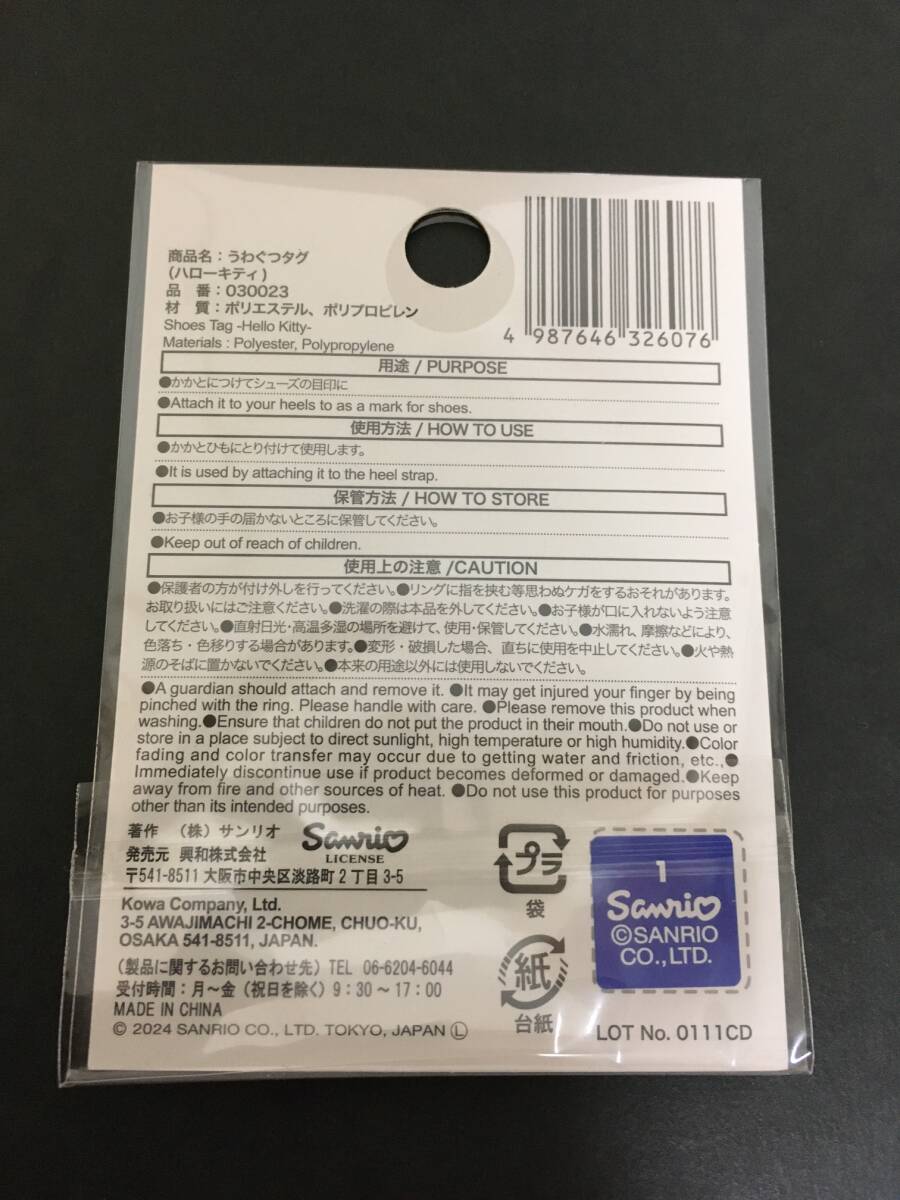 商品名：うわぐつタグ
(ハローキティ)
品　番：030023
材　質：ポリエステル、ポリプロピレン
Shoes Tag -Hello Kitty-
Materials : Polyester, Polypropylene
4 987646 326076
用途 / PURPOSE
●かかとにつけてシューズの目印に
●Attach it to your heels to as a mark for shoes.
使用方法 / HOW TO USE
●かかとひもにとり付けて使用します。
●It is used by attaching it to the heel strap.
保管方法 / HOW TO STORE
●お子様の手の届かないところに保管してください。
●Keep out of reach of children.
使用上の注意 /CAUTION
●保護者の方が付け外しを行ってください。●リングに指を挟む等思わぬケガをするおそれがあります。
お取り扱いにはご注意ください。●洗濯の際は本品を外してください。●お子様が口に入れないよう注意
してください。●直射日光・高温多湿の場所を避けて、使用・保管してください。●水濡れ、摩擦などにより、
色落ち・色移りする場合があります。●変形・破損した場合、直ちに使用を中止してください。●火や熱
源のそばに置かないでください。●本来の用途以外には使用しないでください。
●A guardian should attach and remove it. ●It may get injured your finger by being
pinched with the ring. Please handle with care. ●Please remove this product when
washing.●Ensure that children do not put the product in their mouth.●Do not use or
store in a place subject to direct sunlight, high temperature or high humidity.●Color
fading and color transfer may occur due to getting water and friction, etc.,●
Immediately discontinue use if product becomes deformed or damaged.●Keep
away from fire and other sources of heat. ●Do not use this product for purposes
other than its intended purposes.
著作　（株）サンリオ
Sanrio
LICENSE
発売元　興和株式会社
〒541-8511 大阪市中央区淡路町２丁目3-5
Kowa Company, Ltd.
3-5 AWAJIMACHI 2-CHOME, CHUO-KU,
OSAKA 541-8511, JAPAN.
（製品に関するお問い合わせ先）TEL 06-6204-6044
受付時間：月～金（祝日を除く）9：30～17：00
MADE IN CHINA
© 2024 SANRIO CO., LTD. TOKYO, JAPAN Ⓛ
プラ
袋
紙
台紙
1
Sanrio
©SANRIO
CO.,LTD.
LOT No. 0111CD